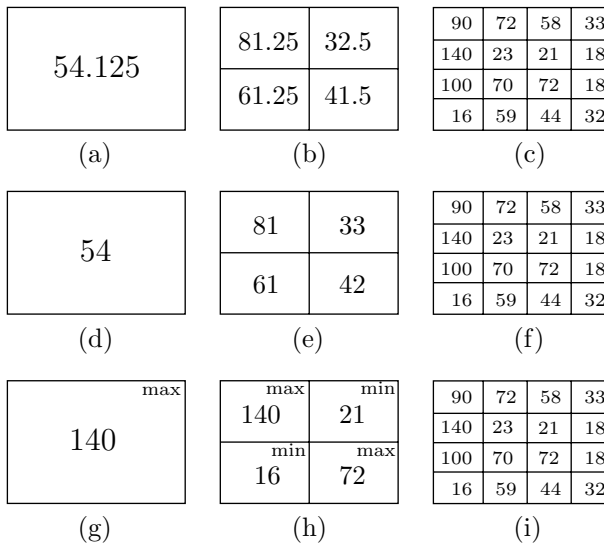 54.125
81.25 32.5
61.25 41.5
90 72 58 33
140 23 21 18
100 70 72 18
16 59 44 32
(a) (b) (c)
54
81 33
61 42
90 72 58 33
140 23 21 18
100 70 72 18
16 59 44 32
(d) (e) (f)
max
140
max min
140 21
min max
16 72
90 72 58 33
140 23 21 18
100 70 72 18
16 59 44 32
(g) (h) (i)